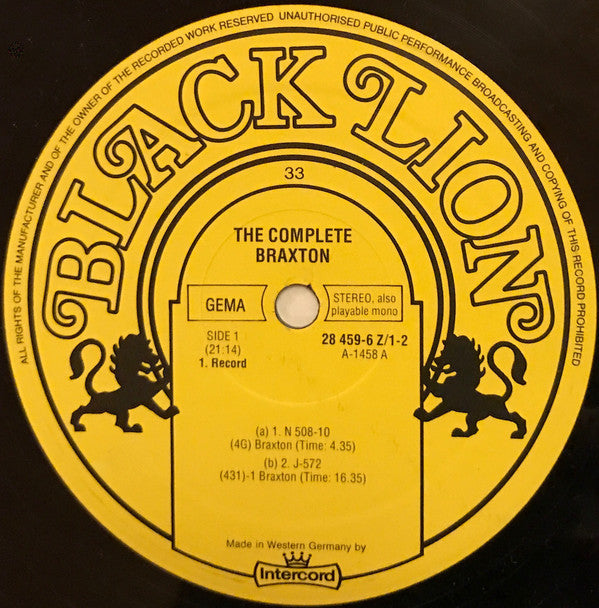 ALL RIGHTS OF THE MANUFACTURER AND OF THE OWNER OF THE RECORDED WORK RESERVED UNAUTHORISED PUBLIC PERFORMANCE BROADCASTING AND COPYING OF THIS RECORD PROHIBITED
BLACK LION
33
THE COMPLETE
BRAXTON
GEMA
STEREO, also
playable mono
SIDE 1
(21:14)
1. Record
28 459-6 Z/1-2
A-1458 A
(a) 1. N 508-10
(4G) Braxton (Time: 4.35)
(b) 2. J-572
(431)-1 Braxton (Time: 16.35)
Made in Western Germany by
Intercord